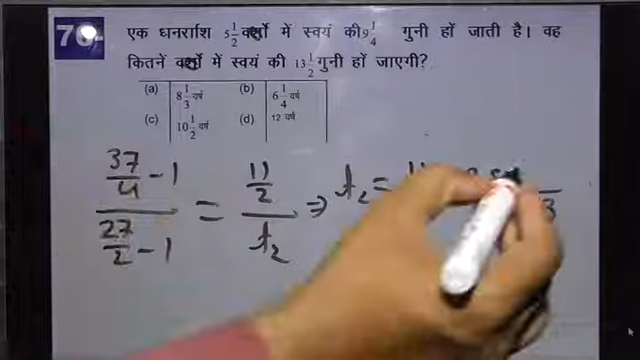 70-
एक धनराशि 5 1/2 वर्षो में स्वयं की 9 1/4 गुनी हों जाती है। वह
कितनें वर्षो में स्वयं की 13 1/2 गुनी हों जाएगी?
(a) 8 1/3 वर्ष (b) 6 1/4 वर्ष
(c) 10 1/2 वर्ष (d) 12 वर्ष
(37/4 - 1)/(27/2 - 1) = (11/2)/t₂ ⇒ t₂ =